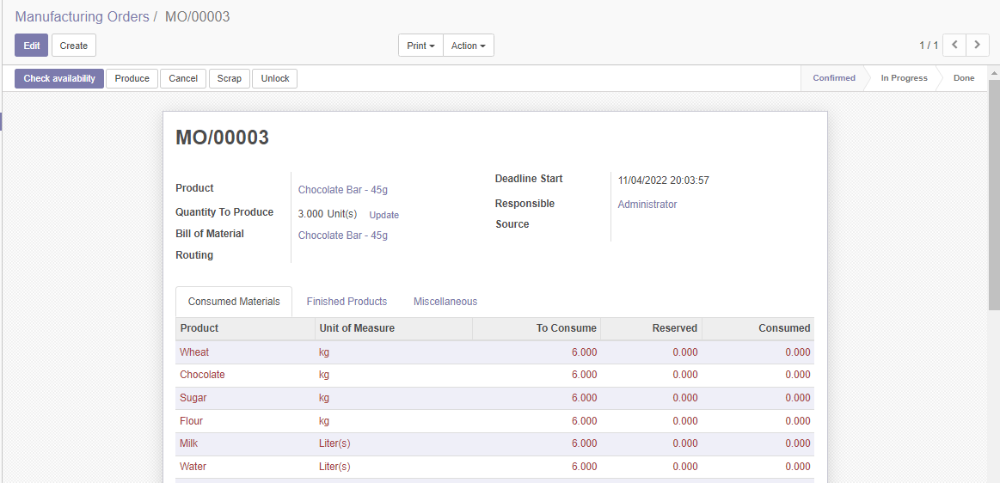 Manufacturing Orders / MO/00003
Edit Create Print Action 1 / 1
Check availability Produce Cancel Scrap Unlock Confirmed In Progress Done
MO/00003
Product Chocolate Bar - 45g
Quantity To Produce 3.000 Unit(s) Update
Bill of Material Chocolate Bar - 45g
Routing
Deadline Start 11/04/2022 20:03:57
Responsible Administrator
Source
Consumed Materials Finished Products Miscellaneous
Product Unit of Measure To Consume Reserved Consumed
Wheat kg 6.000 0.000 0.000
Chocolate kg 6.000 0.000 0.000
Sugar kg 6.000 0.000 0.000
Flour kg 6.000 0.000 0.000
Milk Liter(s) 6.000 0.000 0.000
Water Liter(s) 6.000 0.000 0.000